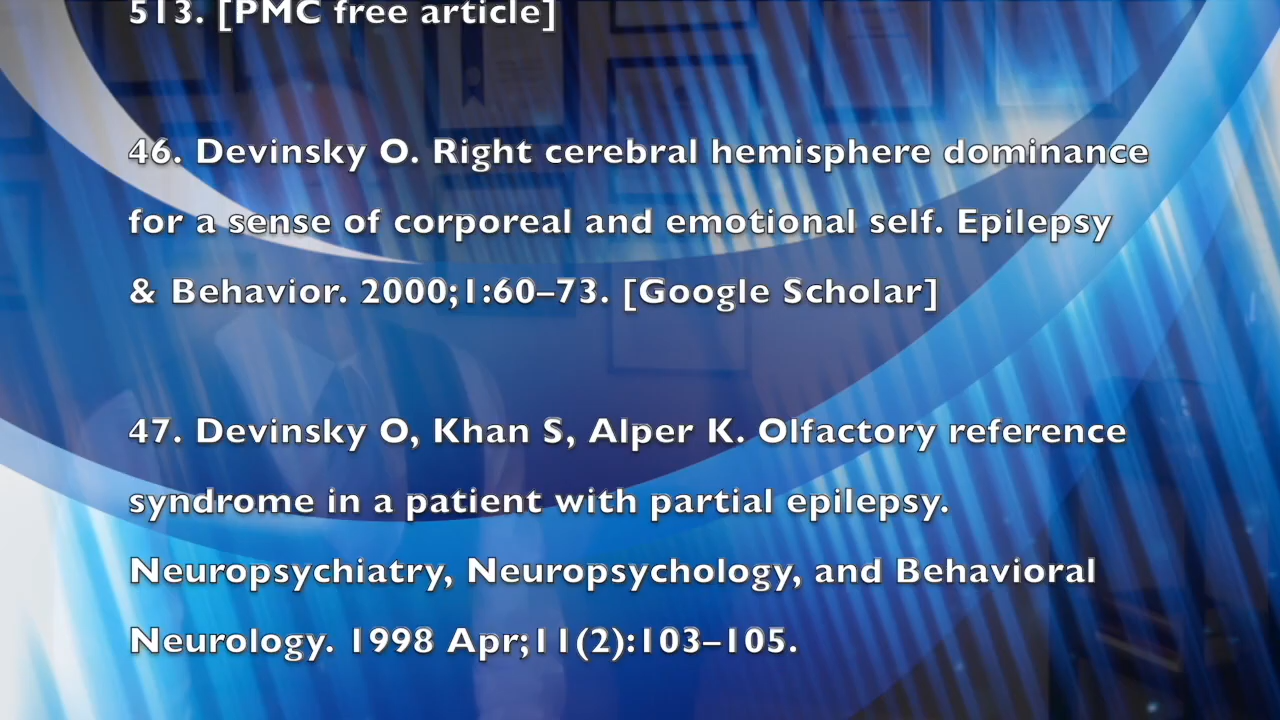 513. [PMC free article]
46. Devinsky O. Right cerebral hemisphere dominance
for a sense of corporeal and emotional self. Epilepsy
& Behavior. 2000;1:60–73. [Google Scholar]
47. Devinsky O, Khan S, Alper K. Olfactory reference
syndrome in a patient with partial epilepsy.
Neuropsychiatry, Neuropsychology, and Behavioral
Neurology. 1998 Apr;11(2):103–105.